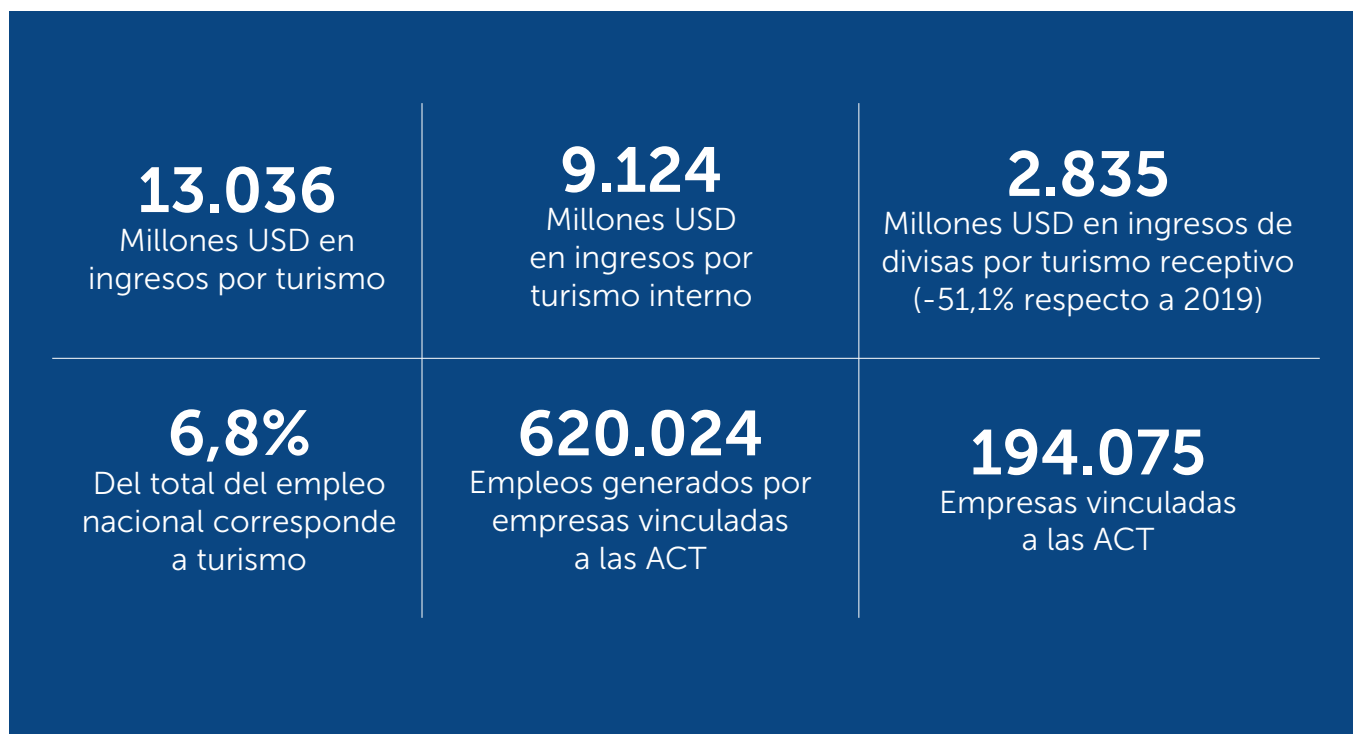 13.036
Millones USD en
ingresos por turismo
9.124
Millones USD
en ingresos por
turismo interno
2.835
Millones USD en ingresos de
divisas por turismo receptivo
(-51,1% respecto a 2019)
6,8%
Del total del empleo
nacional corresponde
a turismo
620.024
Empleos generados por
empresas vinculadas
a las ACT
194.075
Empresas vinculadas
a las ACT